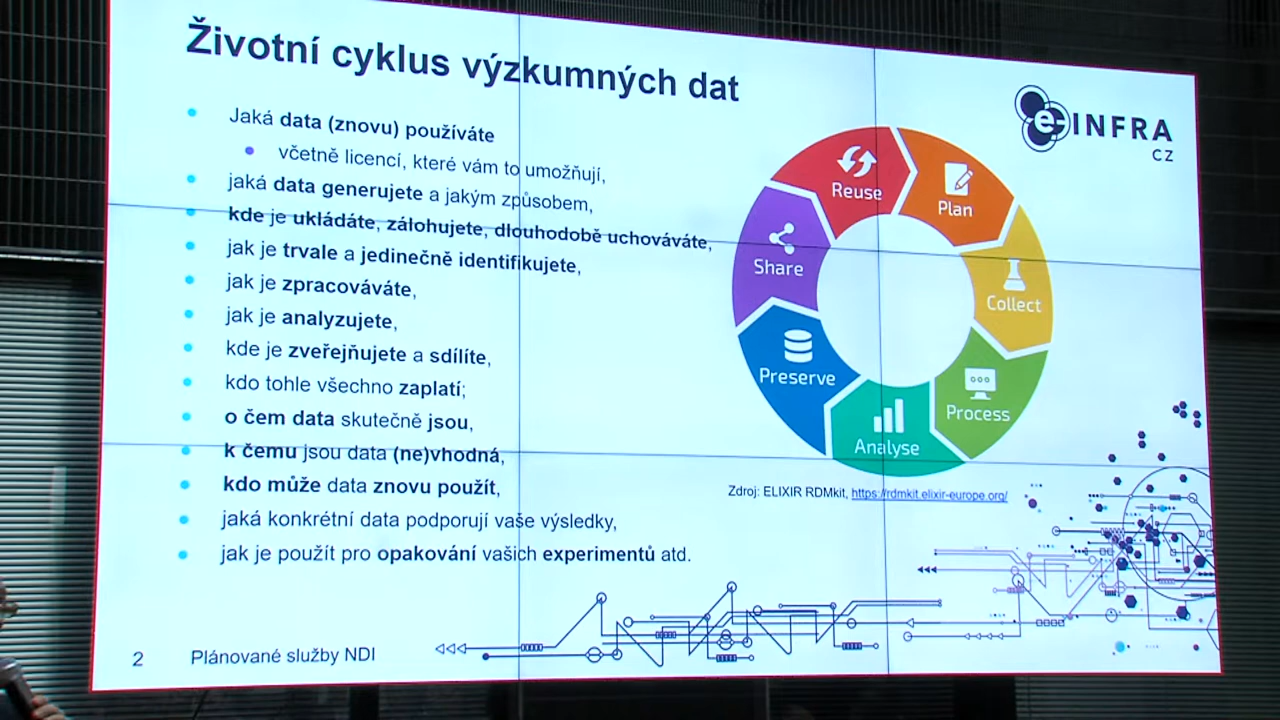 Životní cyklus výzkumných dat
Jaká data (znovu) používáte
včetně licencí, které vám to umožňují,
jaká data generujete a jakým způsobem,
kde je ukládáte, zálohujete, dlouhodobě uchováváte,
jak je trvale a jedinečně identifikujete,
jak je zpracováváte,
jak je analyzujete,
kde je zveřejňujete a sdílíte,
kdo tohle všechno zaplatí;
o čem data skutečně jsou,
k čemu jsou data (ne)vhodná,
kdo může data znovu použít,
jaká konkrétní data podporují vaše výsledky,
jak je použít pro opakování vašich experimentů atd.
e-INFRA
CZ
Reuse
Plan
Share
Collect
Preserve
Process
Analyse
Zdroj: ELIXIR RDMkit, https://rdmkit.elixir-europe.org/
2
Plánované služby NDI